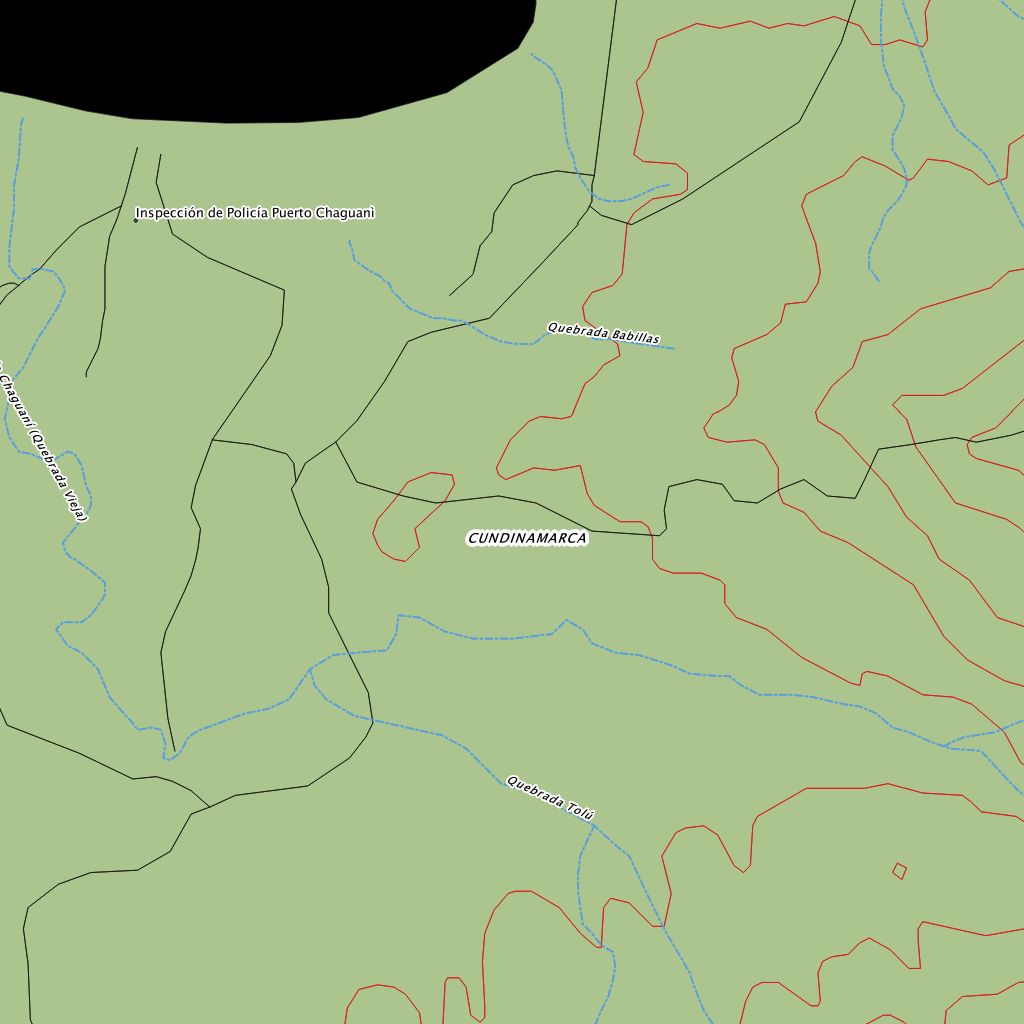 Inspección de Policía Puerto Chaguaní
Quebrada Babillas
Chaguaní (Quebrada Vieja)
CUNDINAMARCA
Quebrada Tolú